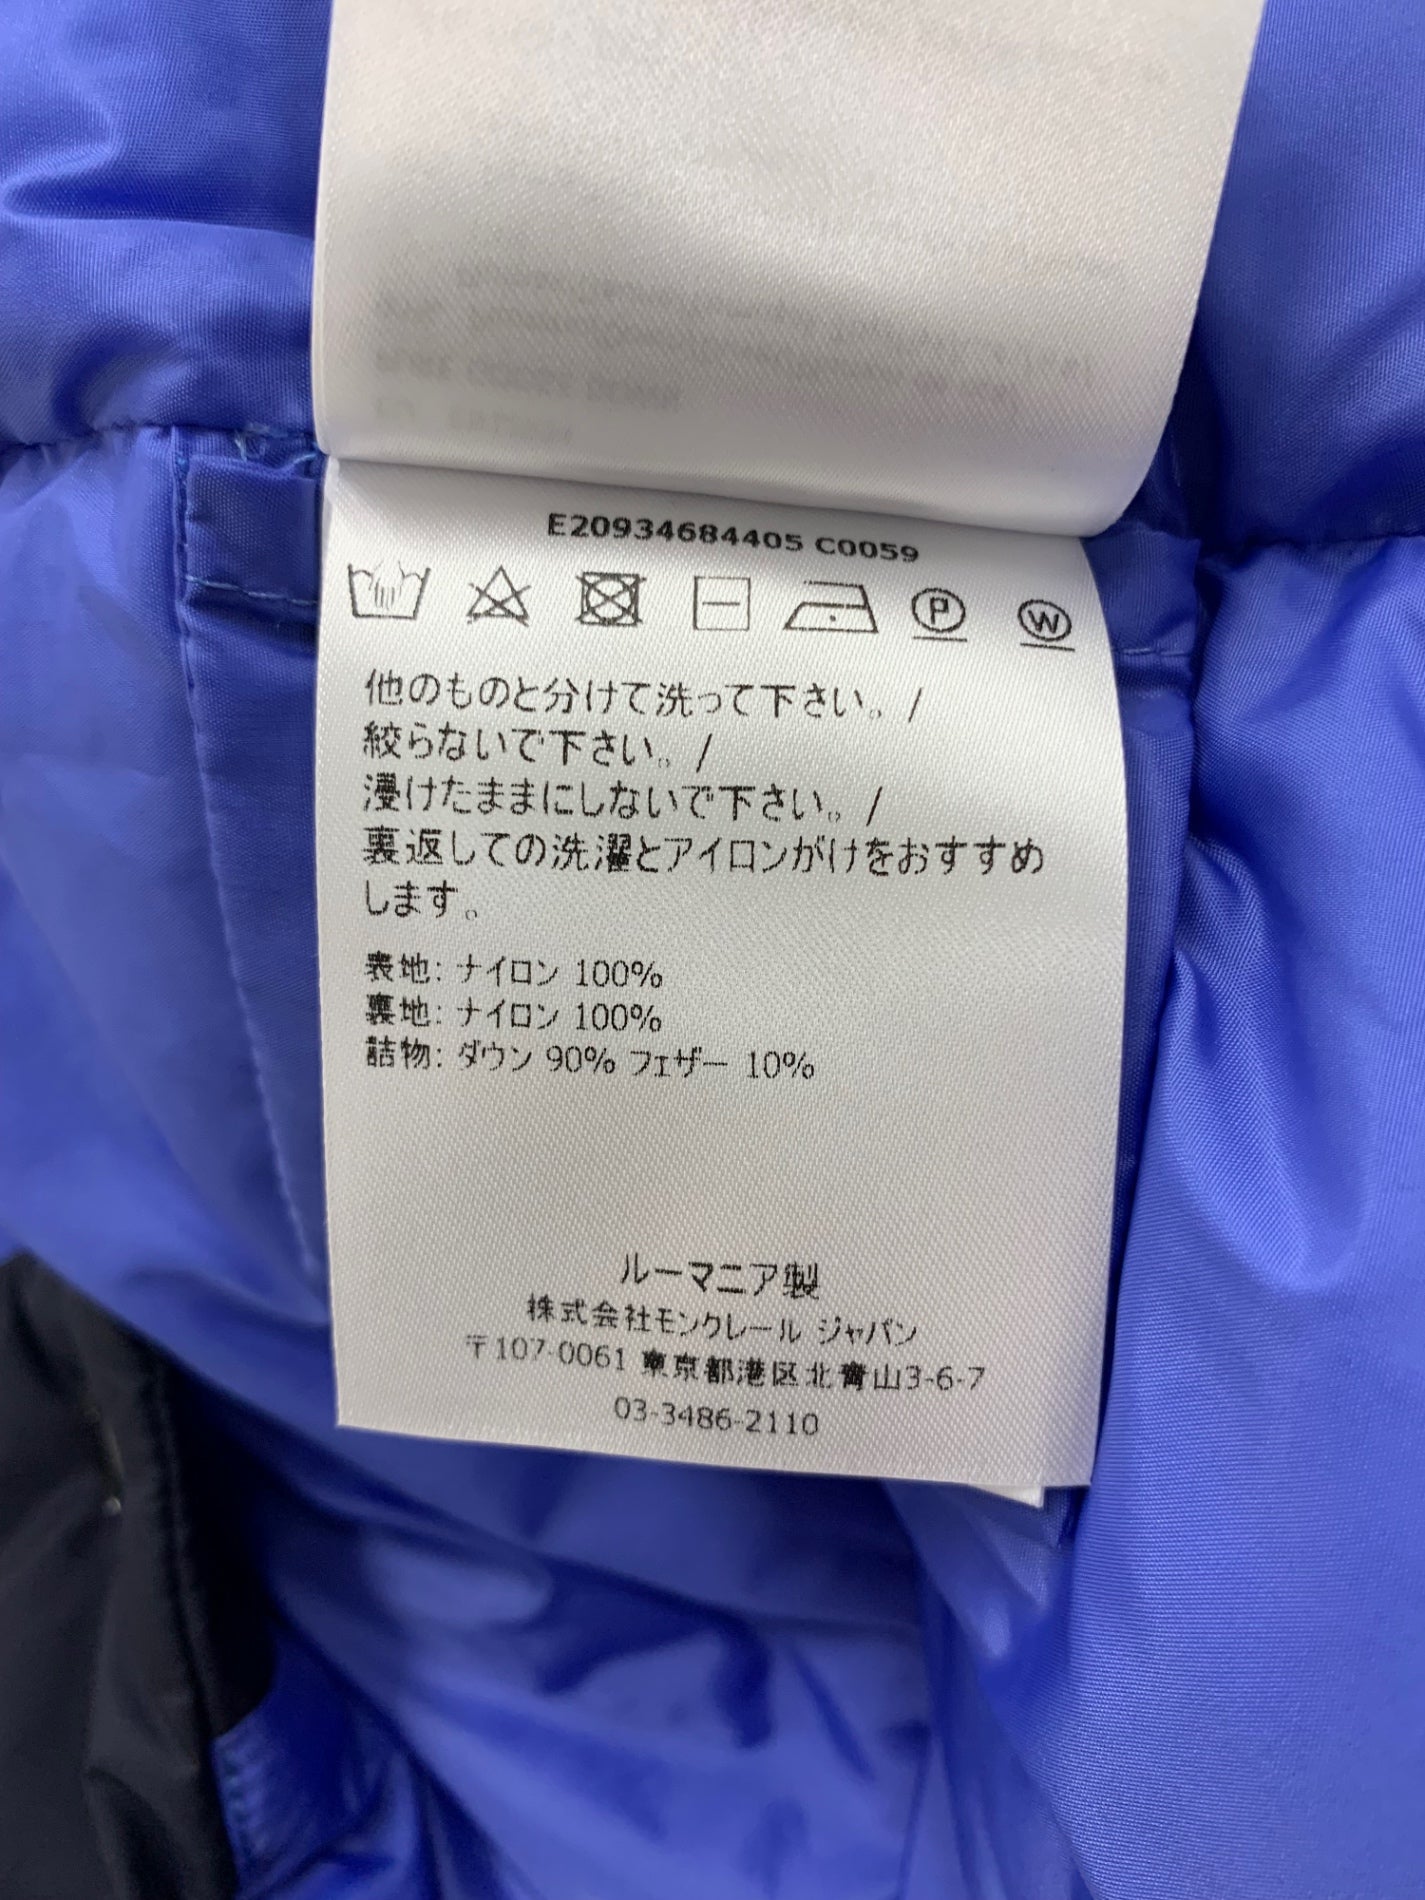 E20934684405 C0059
P W
他のものと分けて洗って下さい。/
絞らないで下さい。/
浸けたままにしないで下さい。/
裏返しての洗濯とアイロンがけをおすすめ
します。
表地: ナイロン 100%
裏地: ナイロン 100%
詰物: ダウン 90% フェザー 10%
ルーマニア製
株式会社モンクレール ジャパン
〒107-0061 東京都港区北青山3-6-7
03-3486-2110